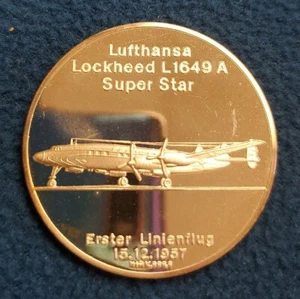 Lufthansa
Lockheed L1649 A
Super Star
Erster Linienflug
15.12.1957